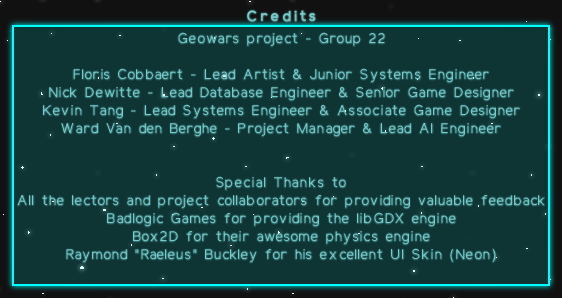 Credits
Geowars project - Group 22
Floris Cobbaert - Lead Artist & Junior Systems Engineer
Nick Dewitte - Lead Database Engineer & Senior Game Designer
Kevin Tang - Lead Systems Engineer & Associate Game Designer
Ward Van den Berghe - Project Manager & Lead AI Engineer
Special Thanks to
All the lectors and project collaborators for providing valuable feedback
Badlogic Games for providing the libGDX engine
Box2D for their awesome physics engine
Raymond "Raeleus" Buckley for his excellent UI Skin (Neon)